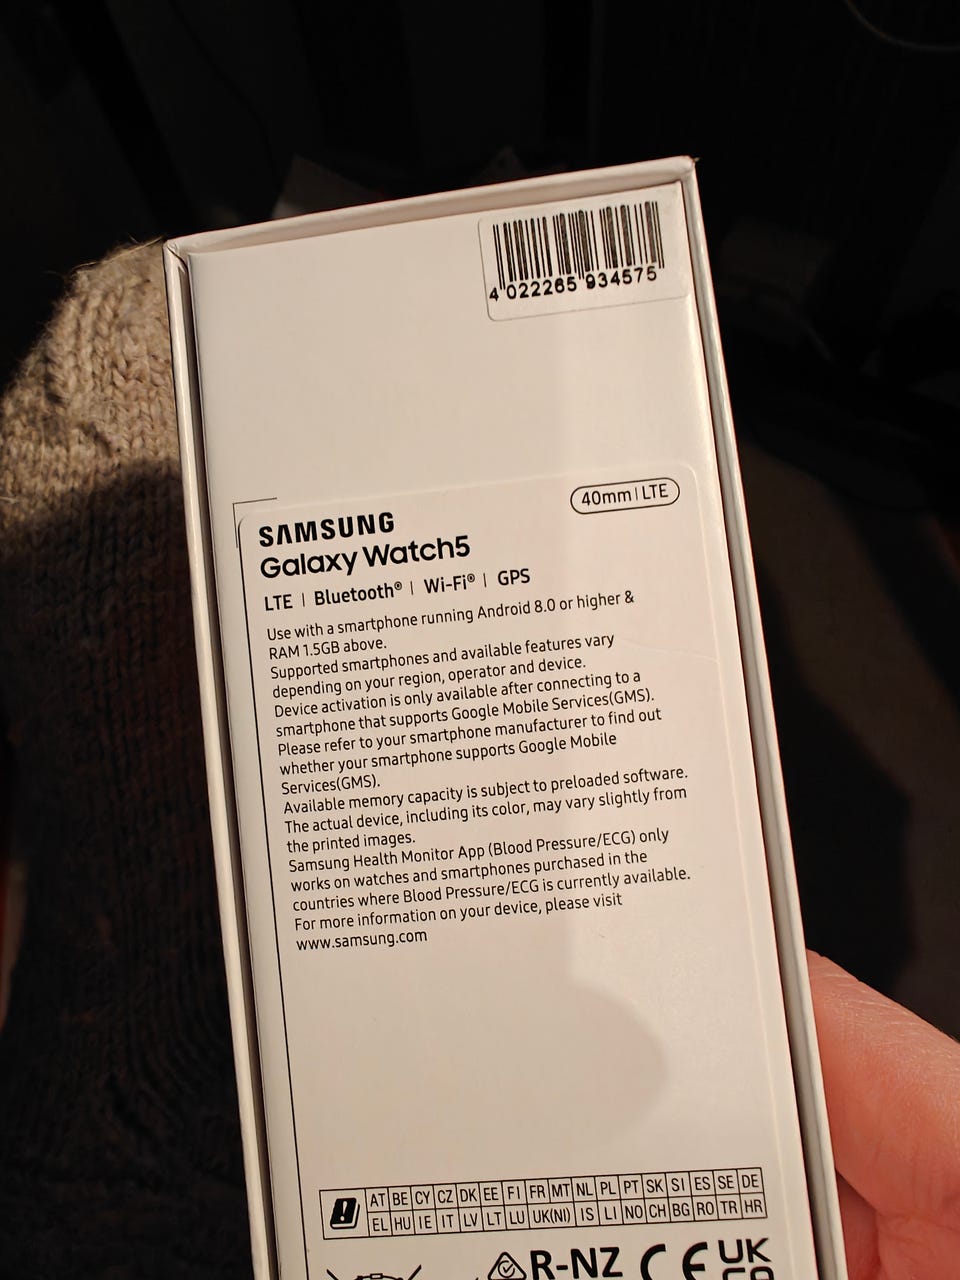 4 022265 934575
40mm | LTE
SAMSUNG
Galaxy Watch5
LTE | Bluetooth® | Wi-Fi® | GPS
Use with a smartphone running Android 8.0 or higher &
RAM 1.5GB above.
Supported smartphones and available features vary
depending on your region, operator and device.
Device activation is only available after connecting to a
smartphone that supports Google Mobile Services(GMS).
Please refer to your smartphone manufacturer to find out
whether your smartphone supports Google Mobile
Services(GMS).
Available memory capacity is subject to preloaded software.
The actual device, including its color, may vary slightly from
the printed images.
Samsung Health Monitor App (Blood Pressure/ECG) only
works on watches and smartphones purchased in the
countries where Blood Pressure/ECG is currently available.
For more information on your device, please visit
www.samsung.com
AT BE CY CZ DK EE FI FR MT NL PL PT SK SI ES SE DE
EL HU IE IT LV LT LU UK(NI) IS LI NO CH BG RO TR HR
R-NZ CE UK
CA